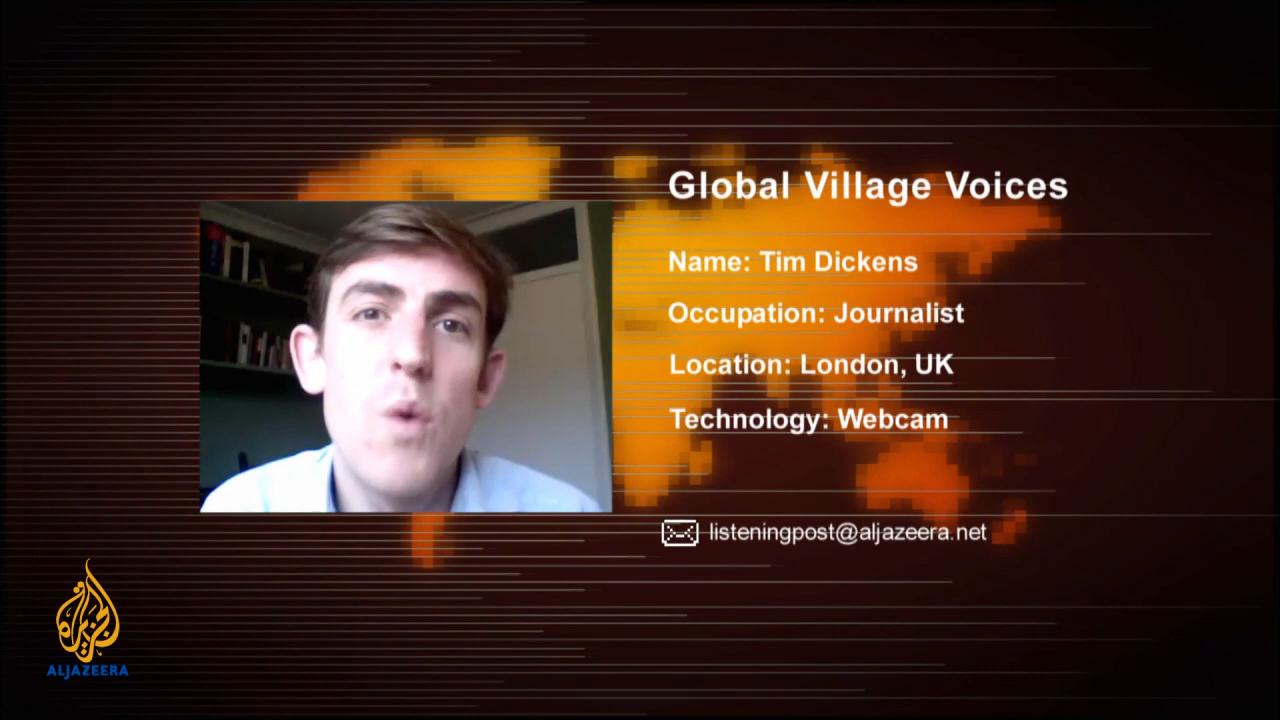 Global Village Voices
Name: Tim Dickens
Occupation: Journalist
Location: London, UK
Technology: Webcam
listeningpost@aljazeera.net
الجزيرة
ALJAZEERA